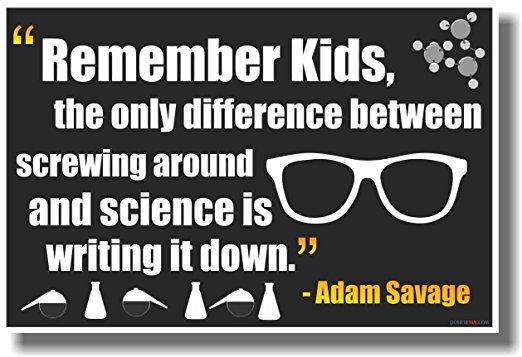 “Remember Kids,
the only difference between
screwing around
and science is
writing it down.”
- Adam Savage